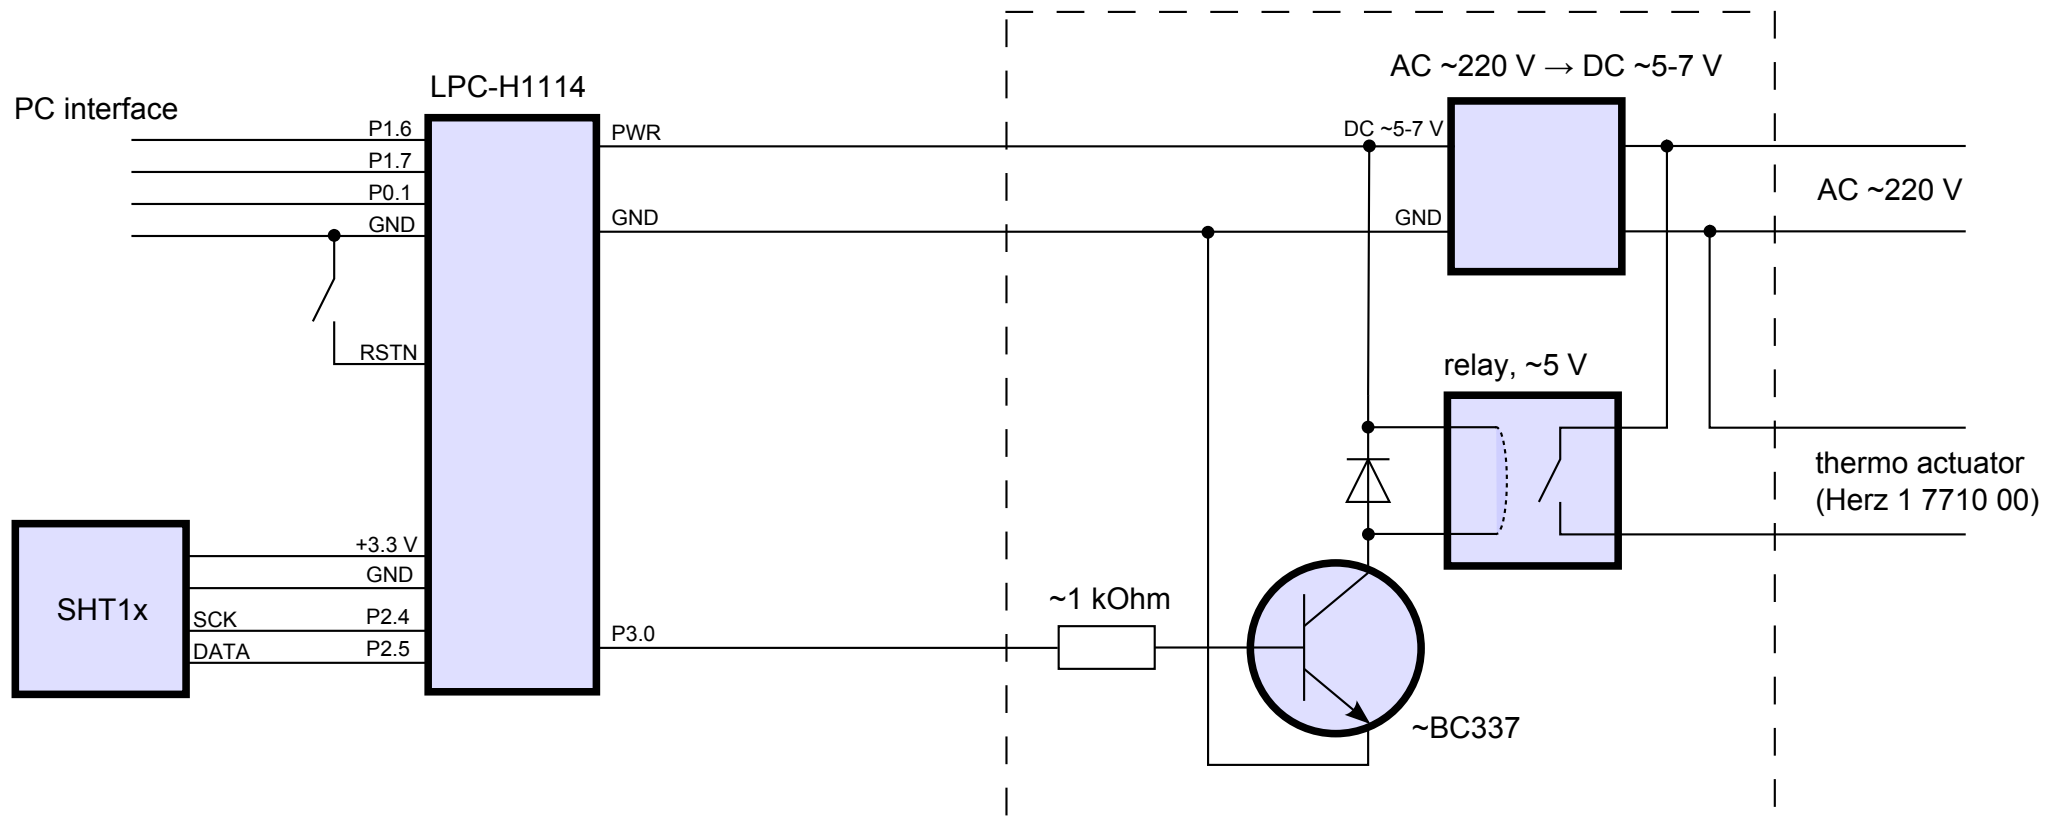 AC ~220 V → DC ~5-7 V
LPC-H1114
PC interface
P1.6
PWR
DC ~5-7 V
P1.7
P0.1
AC ~220 V
GND
GND
GND
RSTN
relay, ~5 V
thermo actuator
(Herz 1 7710 00)
+3.3 V
GND
SHT1x
SCK
P2.4
DATA
P2.5
~1 kOhm
P3.0
~BC337